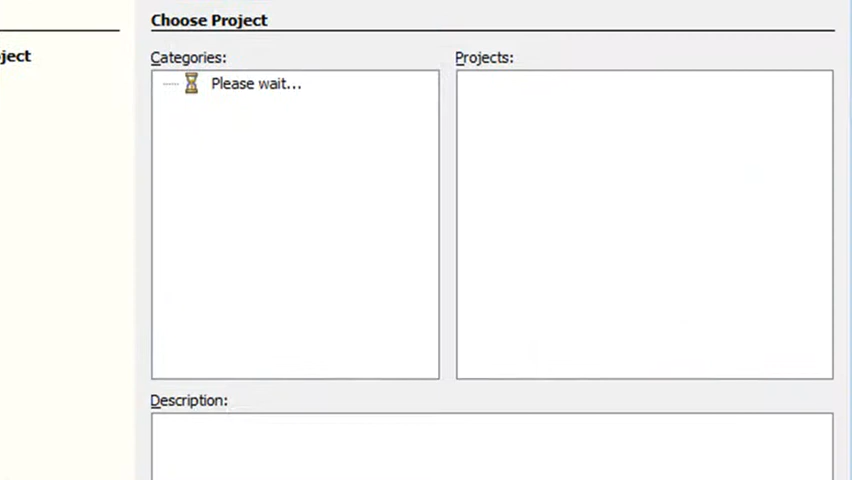 Choose Project
ject
Categories:
Projects:
Please wait...
Description: